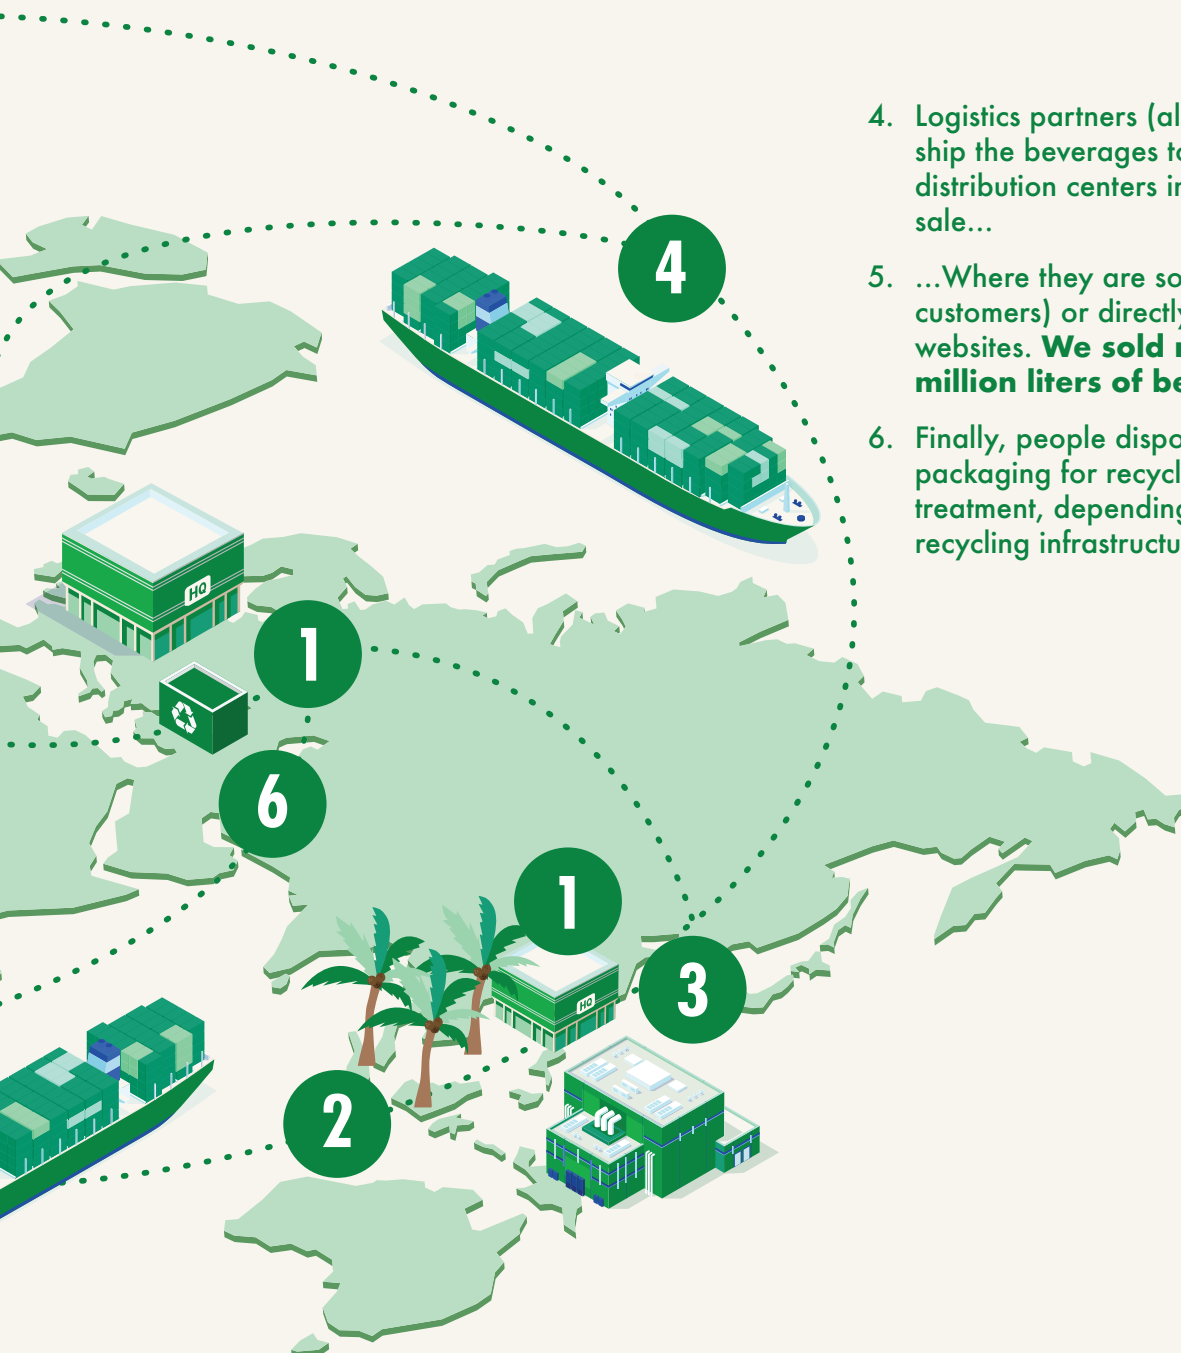 4. Logistics partners (al
ship the beverages to
distribution centers in
sale...
5. ...Where they are so
customers) or directly
websites. We sold
million liters of be
6. Finally, people dispo
packaging for recycl
treatment, depending
recycling infrastructu
4
HQ
1
6
1
HQ
3
2